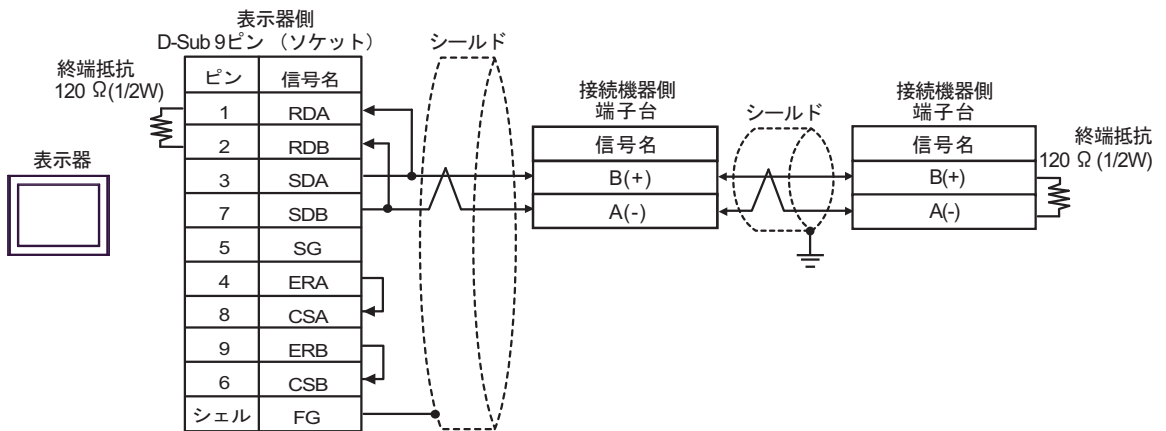 表示器側
D-Sub 9ピン (ソケット)
シールド
終端抵抗
120 Ω(1/2W)
ピン 信号名
1 RDA
2 RDB
3 SDA
7 SDB
5 SG
4 ERA
8 CSA
9 ERB
6 CSB
シェル FG
表示器
接続機器側
端子台
信号名
B(+)
A(-)
シールド
接続機器側
端子台
信号名
B(+)
A(-)
終端抵抗
120 Ω (1/2W)